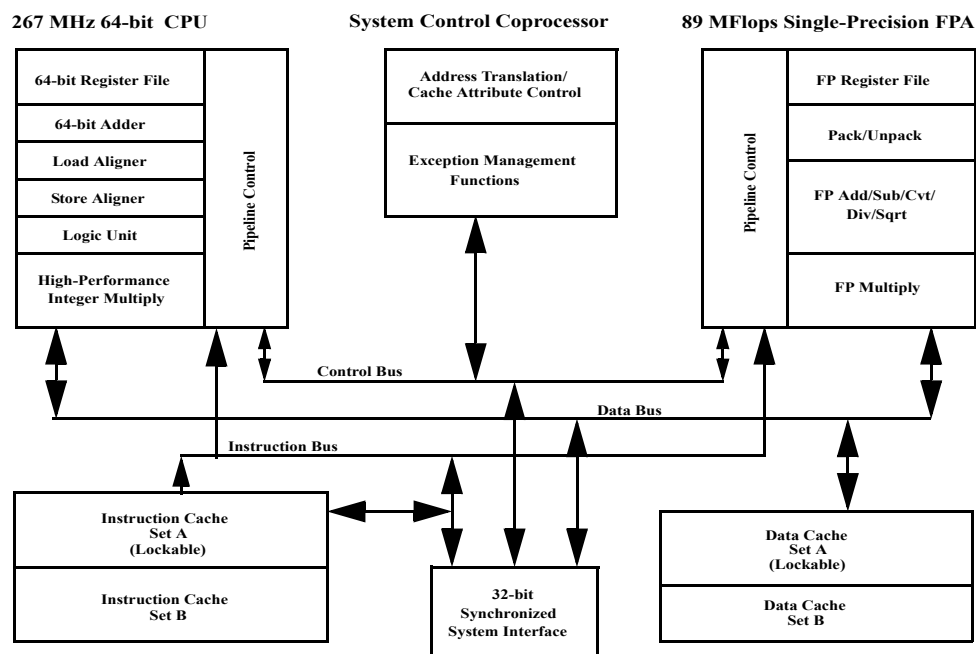 267 MHz 64-bit CPU
System Control Coprocessor
89 MFlops Single-Precision FPA
64-bit Register File
64-bit Adder
Load Aligner
Store Aligner
Logic Unit
High-Performance
Integer Multiply
Pipeline Control
Address Translation/
Cache Attribute Control
Exception Management
Functions
Pipeline Control
FP Register File
Pack/Unpack
FP Add/Sub/Cvt/
Div/Sqrt
FP Multiply
Control Bus
Data Bus
Instruction Bus
Instruction Cache
Set A
(Lockable)
Instruction Cache
Set B
32-bit
Synchronized
System Interface
Data Cache
Set A
(Lockable)
Data Cache
Set B